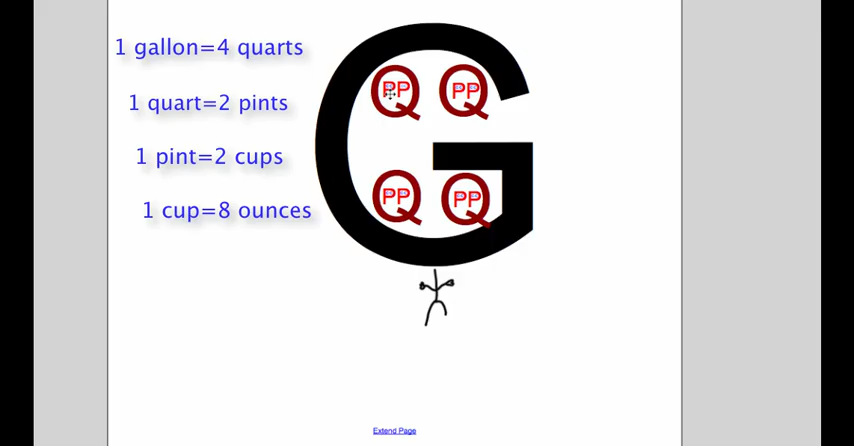 1 gallon=4 quarts
1 quart=2 pints
1 pint=2 cups
1 cup=8 ounces
G
Q Q
PP PP
Q Q
PP PP
Extend Page